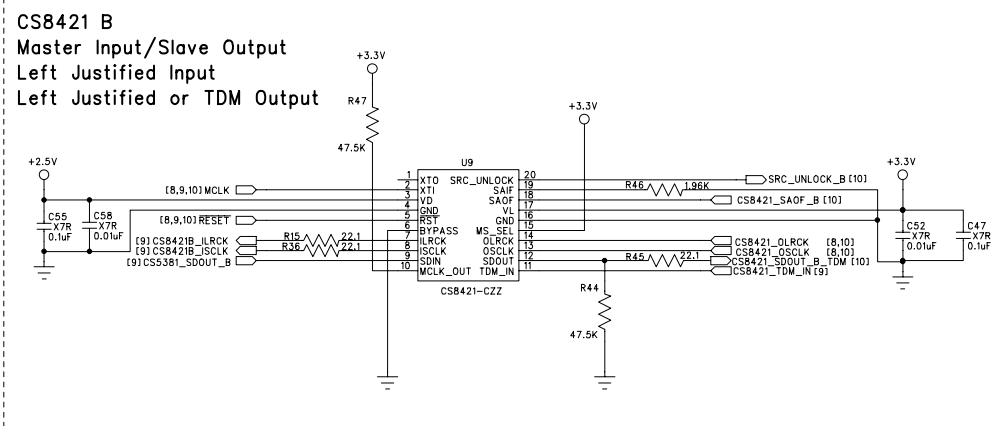 CS8421 B
Master Input/Slave Output
Left Justified Input
Left Justified or TDM Output
+3.3V
R47
47.5K
+3.3V
+2.5V
+3.3V
U9
1 XTO
2 XTI
3 VD
4 GND
5 RST
6 BYPASS
7 ILRCK
8 ISCLK
9 SDIN
10 MCLK_OUT
SRC_UNLOCK 20
SAIF 19
SAOF 18
VL 17
GND 16
MS_SEL 15
OLRCK 14
OSCLK 13
SDOUT 12
TDM_IN 11
CS8421-CZZ
[8,9,10] MCLK
[8,9,10] RESET
[9] CS8421B_ILRCK
R15 22.1
[9] CS8421B_ISCLK
R36 22.1
[9] CS5381_SDOUT_B
C55
X7R
0.1uF
C58
X7R
0.01uF
SRC_UNLOCK_B [10]
R46 1.96K
CS8421_SAOF_B [10]
CS8421_OLRCK [8,10]
CS8421_OSCLK [8,10]
R45 22.1
CS8421_SDOUT_B_TDM [10]
CS8421_TDM_IN [9]
R44
47.5K
C52
X7R
0.01uF
C47
X7R
0.1uF